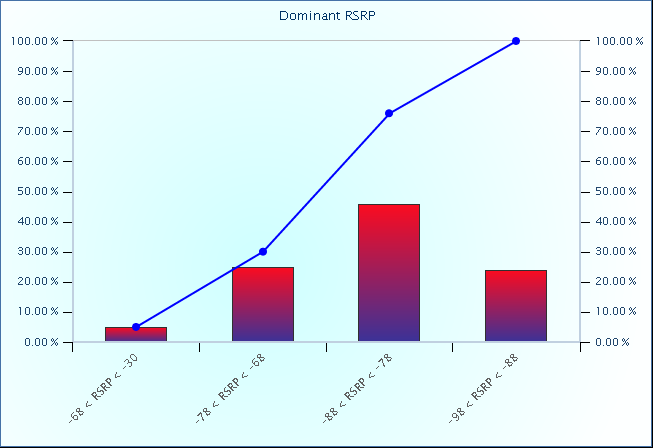 Dominant RSRP
100.00 % 100.00 %
90.00 % 90.00 %
80.00 % 80.00 %
70.00 % 70.00 %
60.00 % 60.00 %
50.00 % 50.00 %
40.00 % 40.00 %
30.00 % 30.00 %
20.00 % 20.00 %
10.00 % 10.00 %
0.00 % 0.00 %
-68 < RSRP < -30
-78 < RSRP < -68
-88 < RSRP < -78
-98 < RSRP < -88